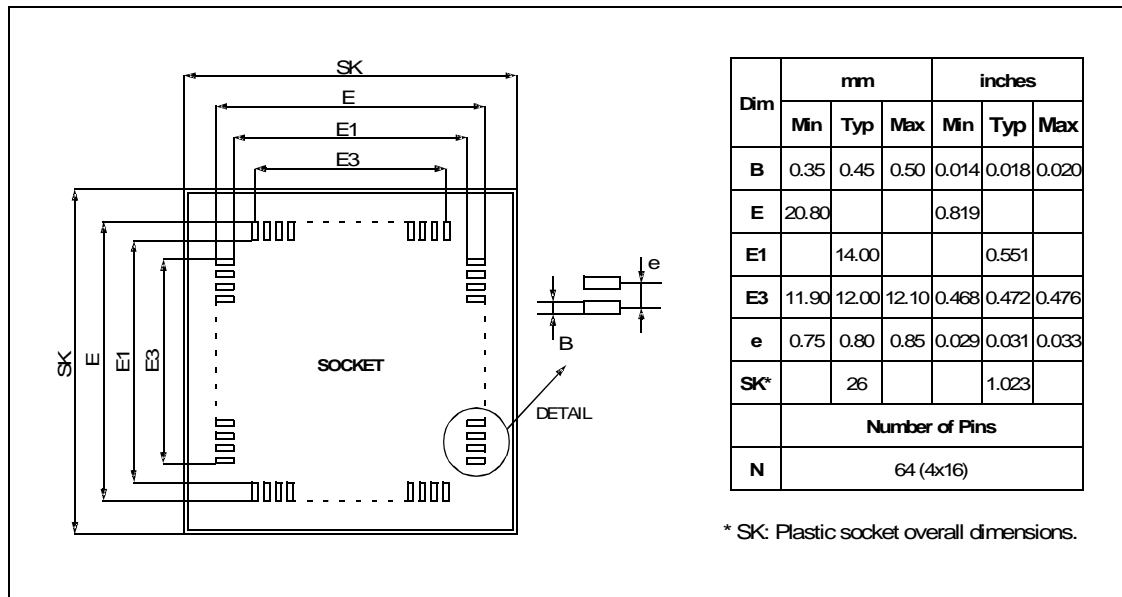 SK
E
E1
E3
SK
E
E1
E3
SOCKET
e
B
DETAIL
Dim mm inches
Min Typ Max Min Typ Max
B 0.35 0.45 0.50 0.014 0.018 0.020
E 20.80 0.819
E1 14.00 0.551
E3 11.90 12.00 12.10 0.468 0.472 0.476
e 0.75 0.80 0.85 0.029 0.031 0.033
SK* 26 1.023
Number of Pins
N 64 (4x16)
* SK: Plastic socket overall dimensions.